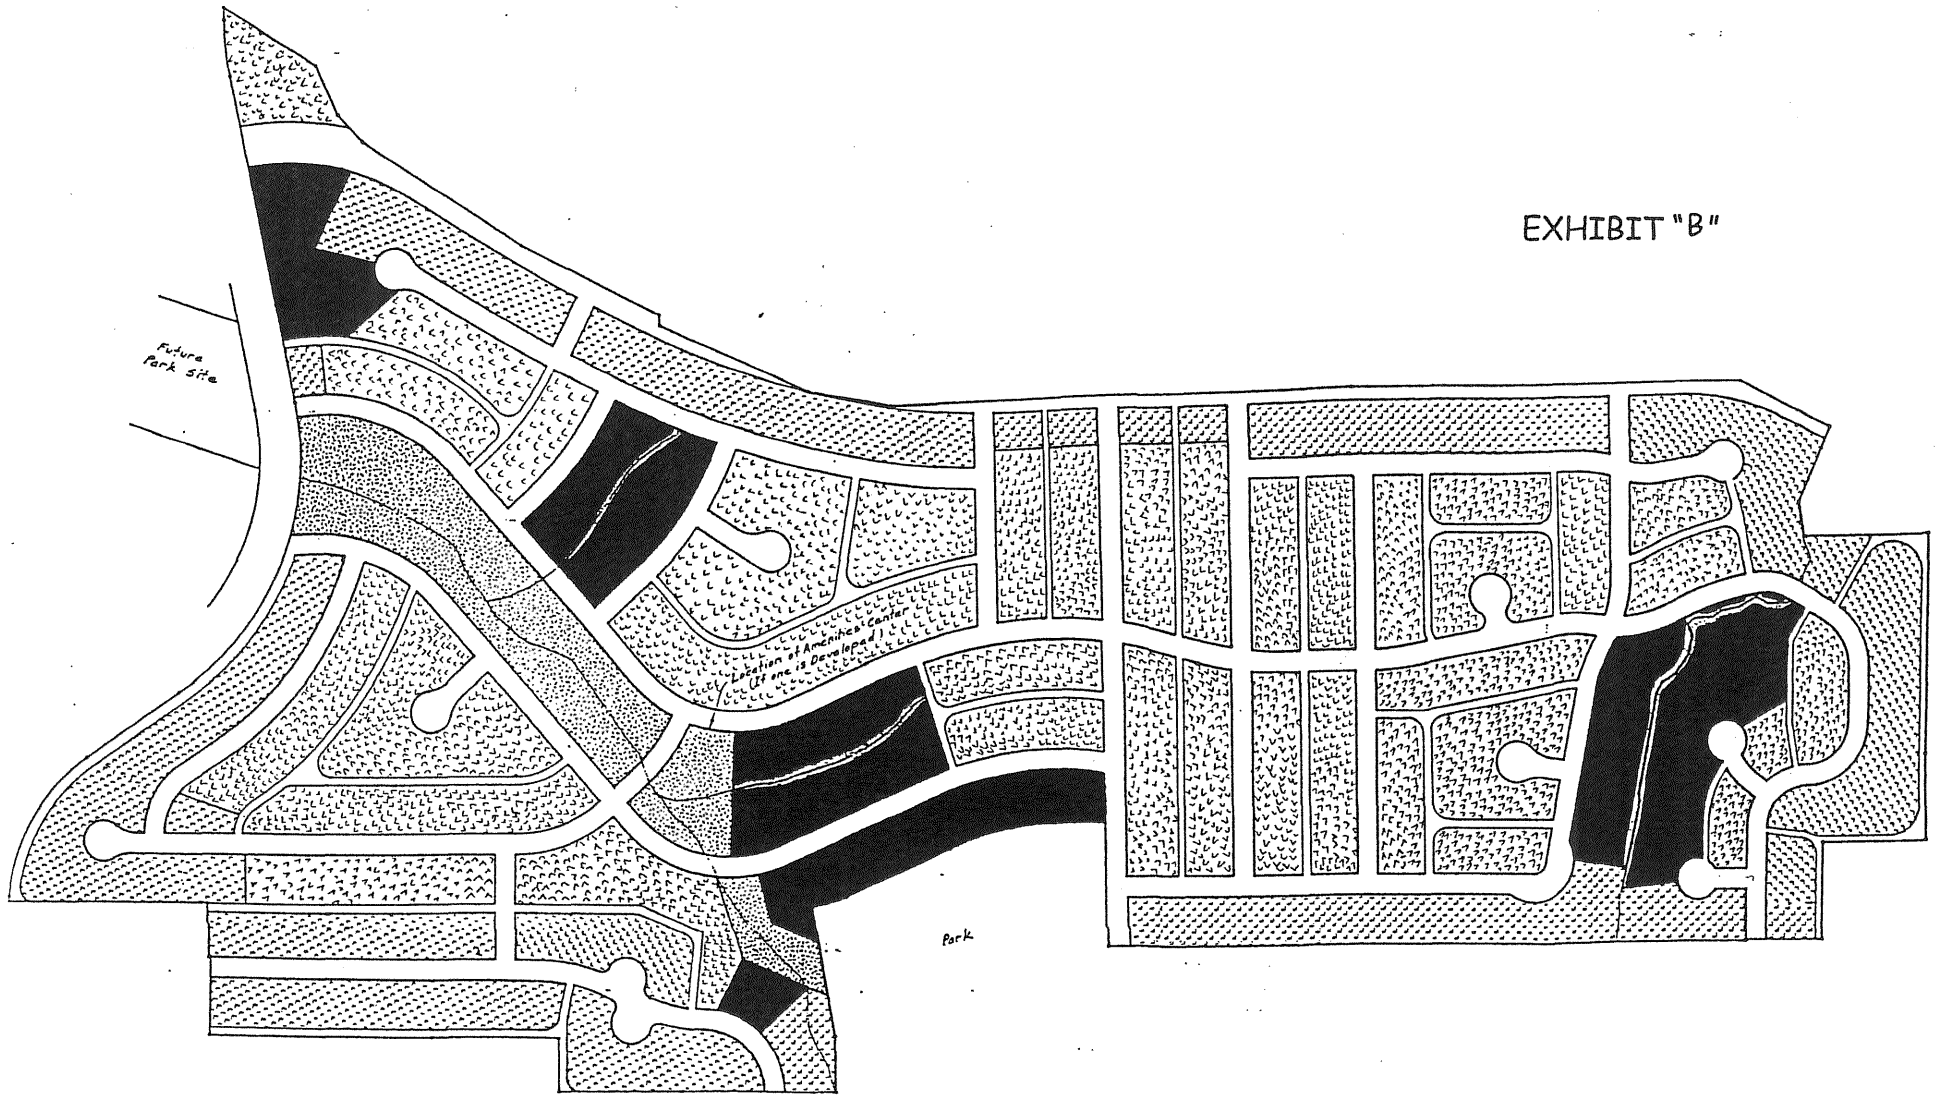 EXHIBIT "B"
Future
Park Site
Location of Amenities Center
(If one is Developed)
Park